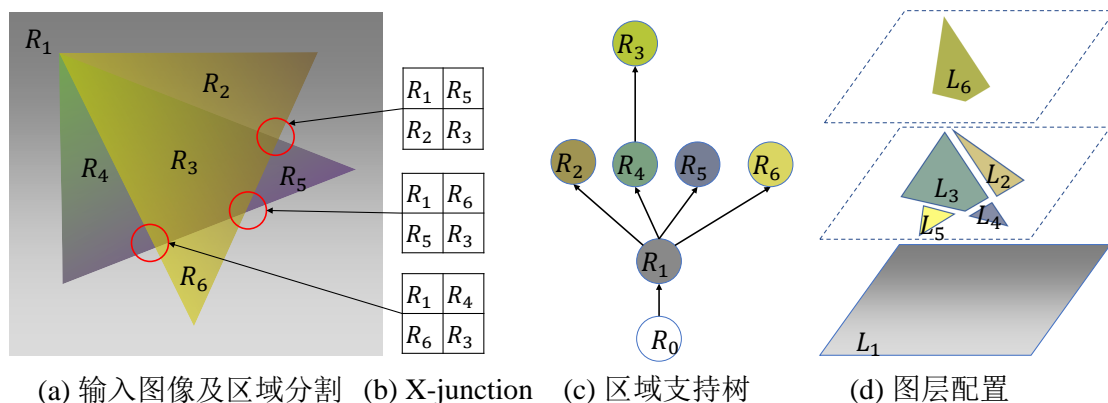 R₁
R₂
R₃
R₄
R₅
R₆
R₁ R₅
R₂ R₃
R₁ R₆
R₅ R₃
R₁ R₄
R₆ R₃
R₃
R₂ R₄ R₅ R₆
R₁
R₀
L₆
L₂
L₃
L₄
L₅
L₁
(a) 输入图像及区域分割
(b) X-junction
(c) 区域支持树
(d) 图层配置